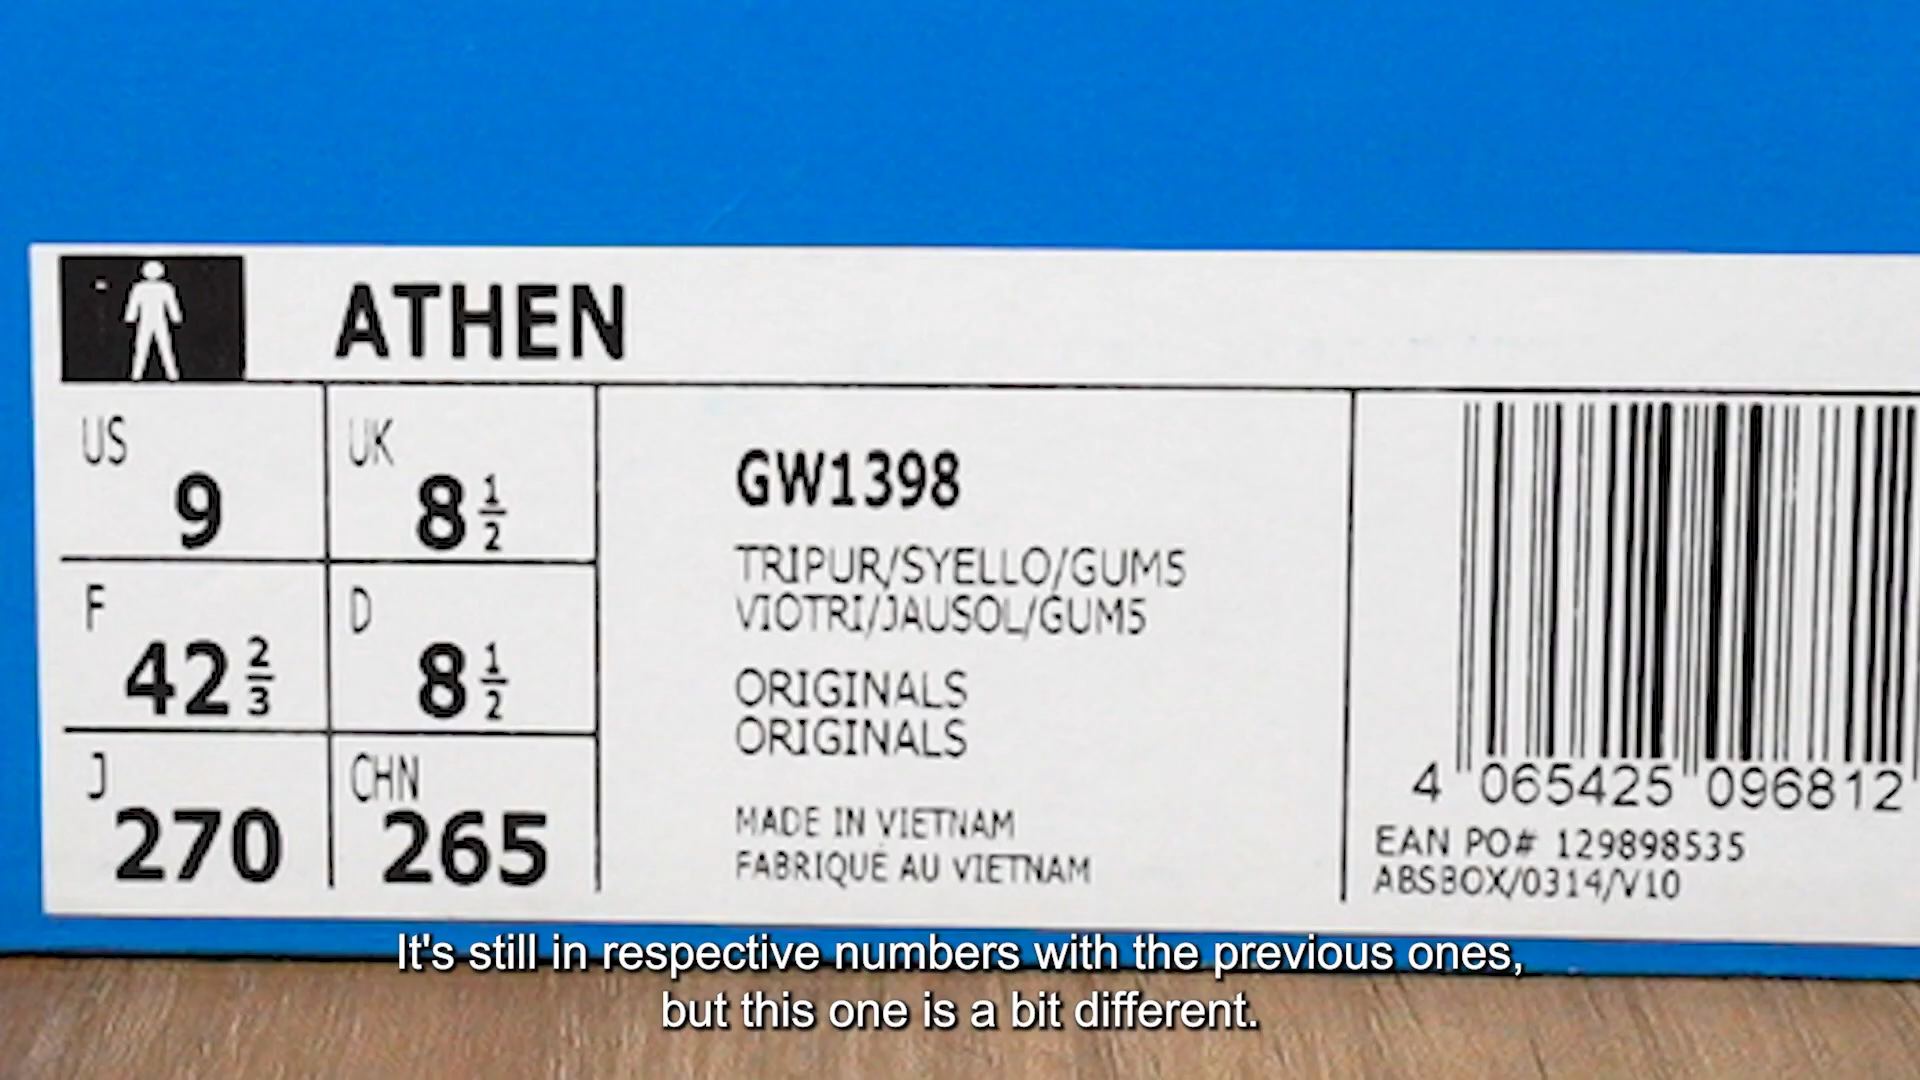 ATHEN
US
9
UK
8 1/2
F
42 2/3
D
8 1/2
J
270
CHN
265
GW1398
TRIPUR/SYELLO/GUM5
VIOTRI/JAUSOL/GUM5
ORIGINALS
ORIGINALS
MADE IN VIETNAM
FABRIQUÉ AU VIETNAM
4 065425 096812
EAN PO# 129898535
ABSBOX/0314/V10
It's still in respective numbers with the previous ones,
but this one is a bit different.